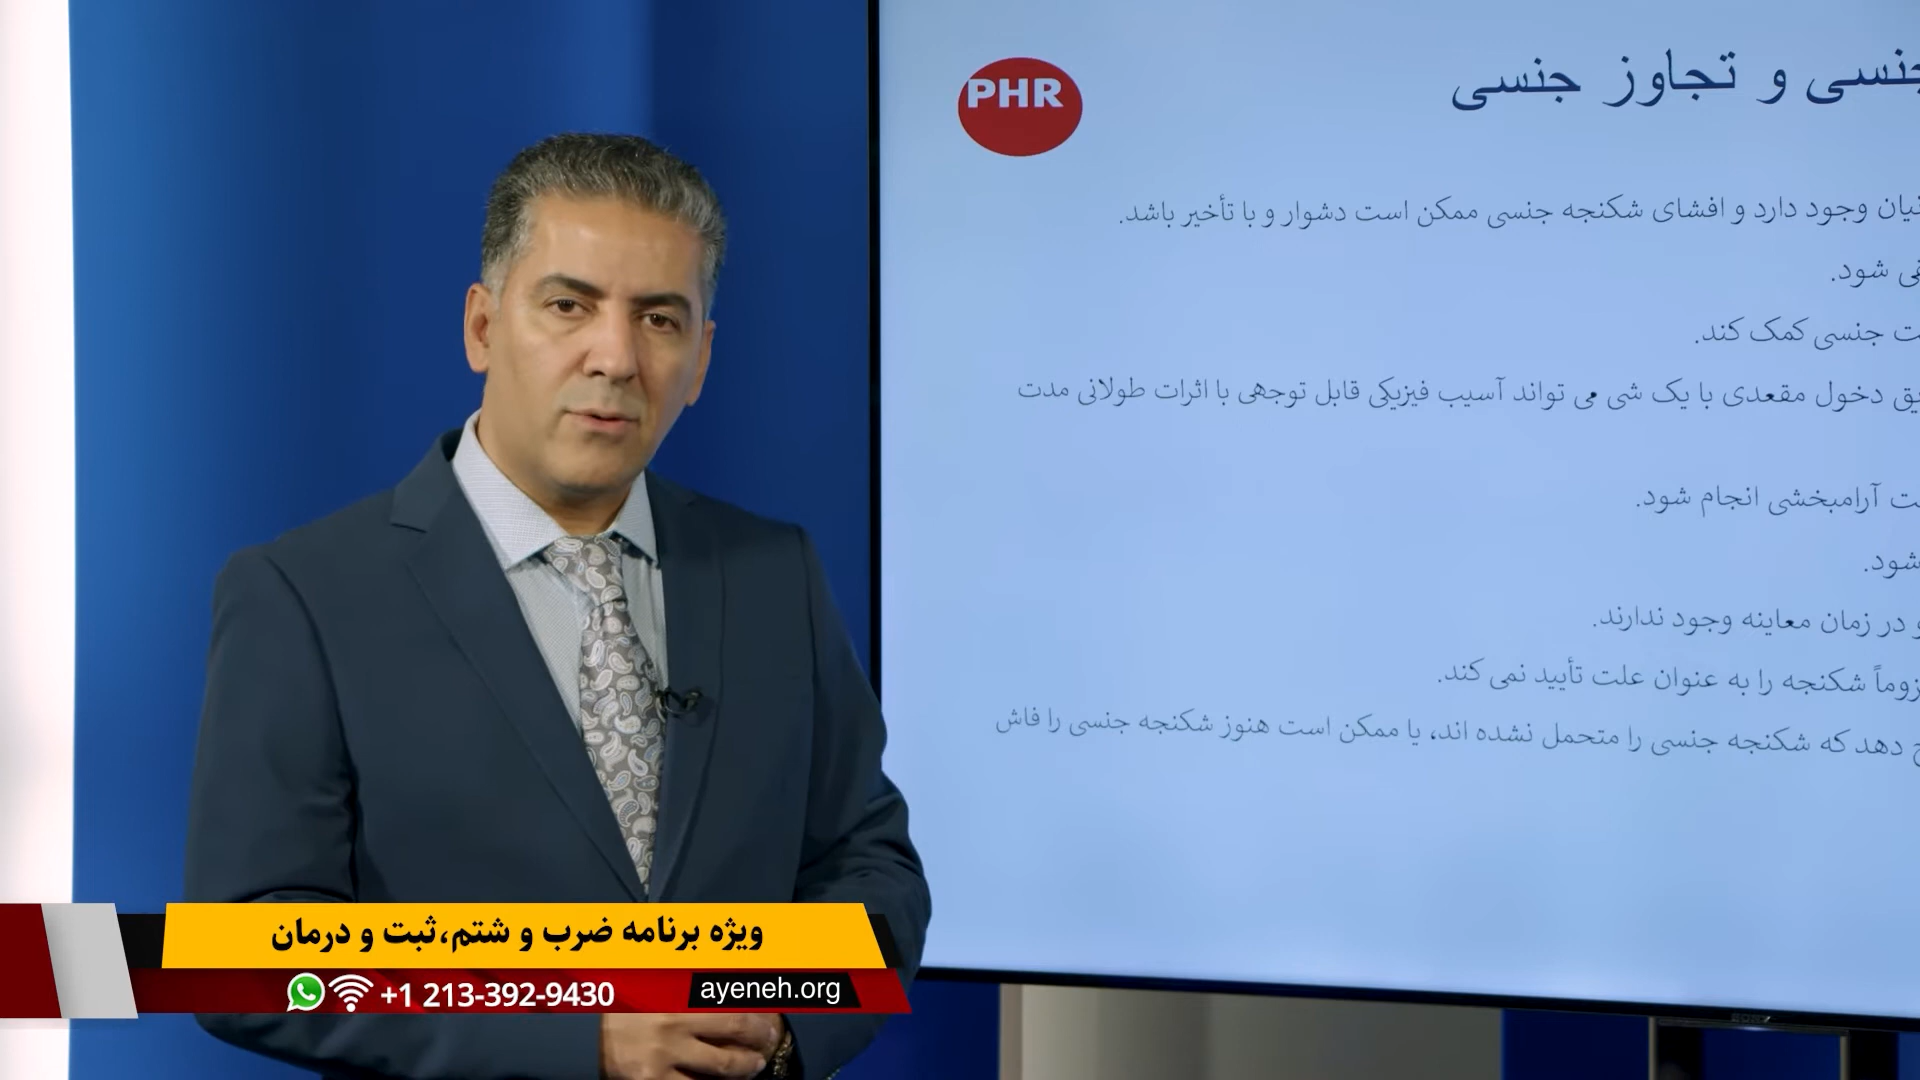 PHR
جنسی و تجاوز جنسی
وجود دارد و افشای شکنجه جنسی ممکن است دشوار و با تأخیر باشد.
شود.
جنسی کمک کند.
دخول مقعدی با یک شی می تواند آسیب فیزیکی قابل توجهی با اثرات طولانی مدت
آرامبخشی انجام شود.
شود.
در زمان معاینه وجود ندارند.
شکنجه را به عنوان علت تأیید نمی کند.
دهد که شکنجه جنسی را متحمل نشده اند، یا ممکن است هنوز شکنجه جنسی را فاش
ویژه برنامه ضرب و شتم،ثبت و درمان
+1 213-392-9430
ayeneh.org
SONY